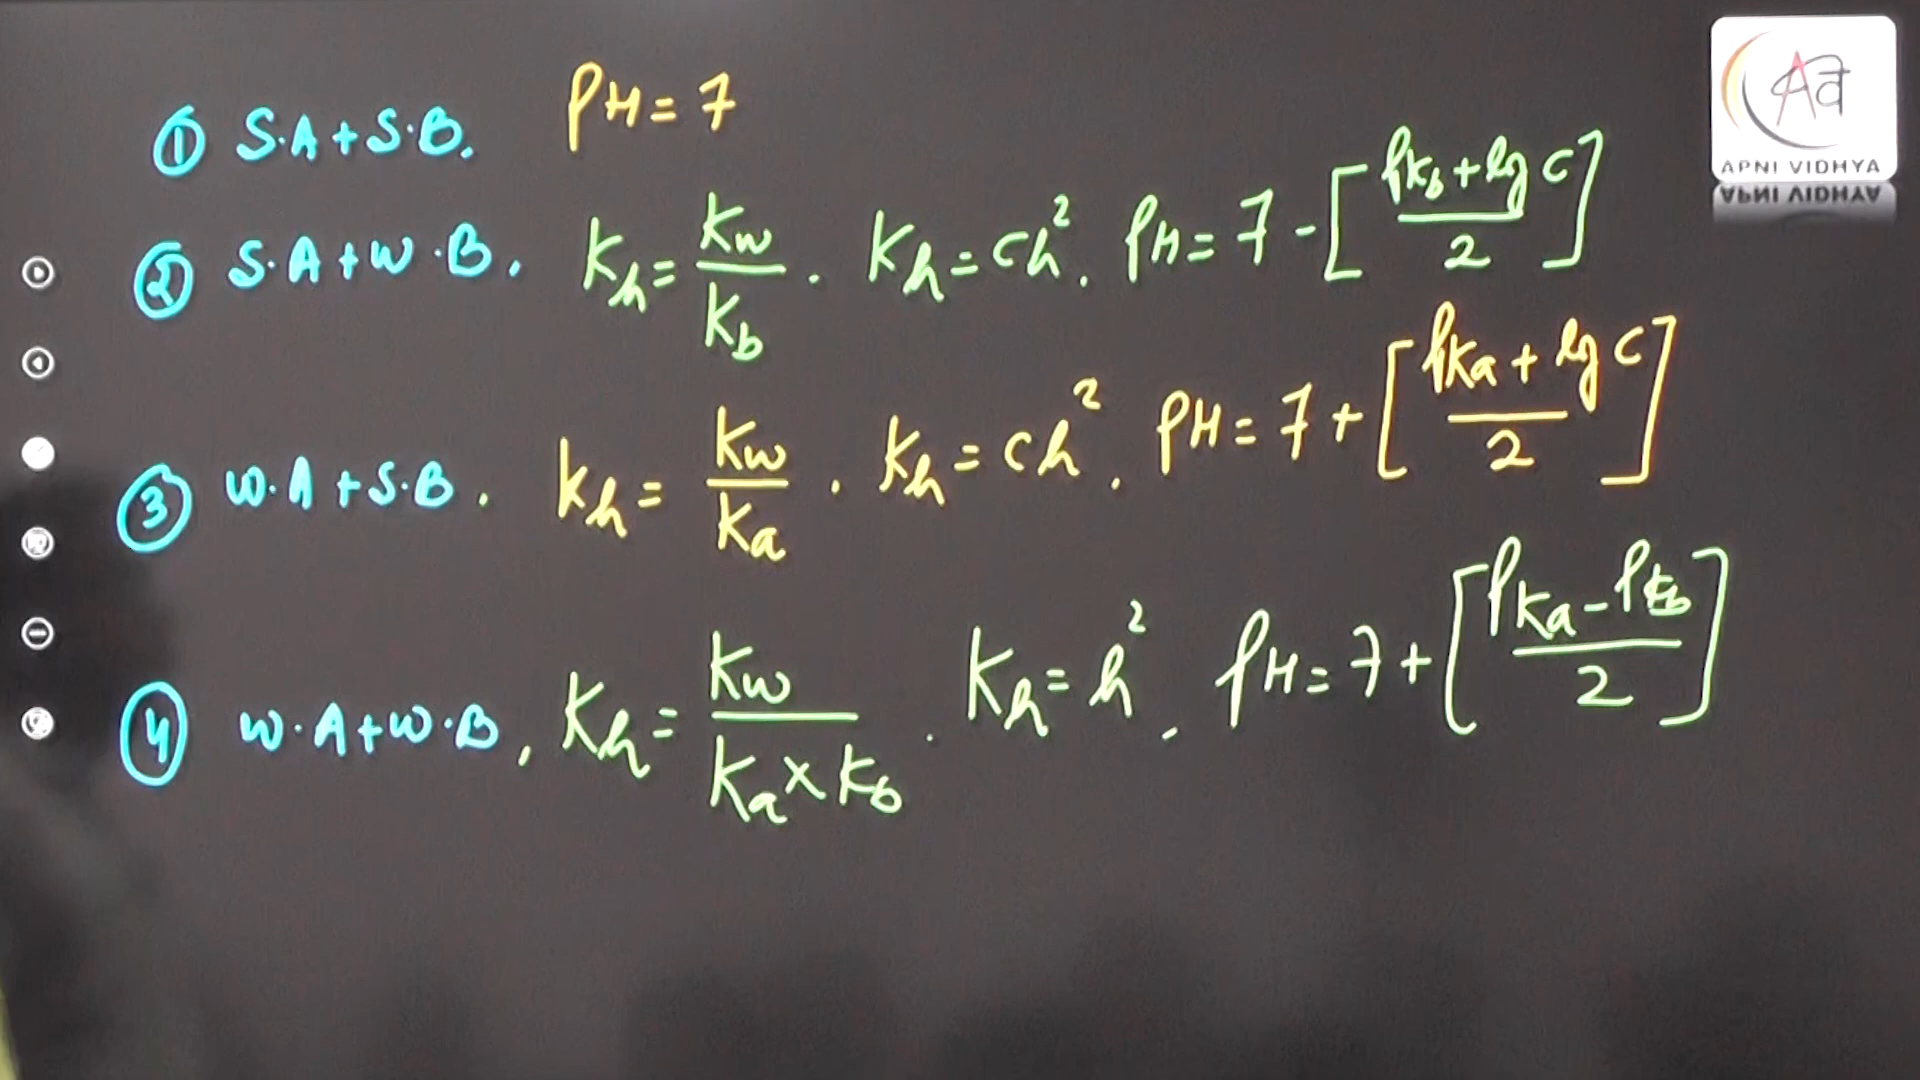 ① S.A + S.B. PH = 7
② S.A + W.B, Kh = Kw/Kb . Kh = Ch². PH = 7 - [PKb + log C / 2]
③ W.A + S.B. Kh = Kw/Ka . Kh = Ch². PH = 7 + [PKa + log C / 2]
④ W.A + W.B, Kh = Kw/Ka × Kb . Kh = h², PH = 7 + [PKa - PKb / 2]
Aवि
APNI VIDHYA